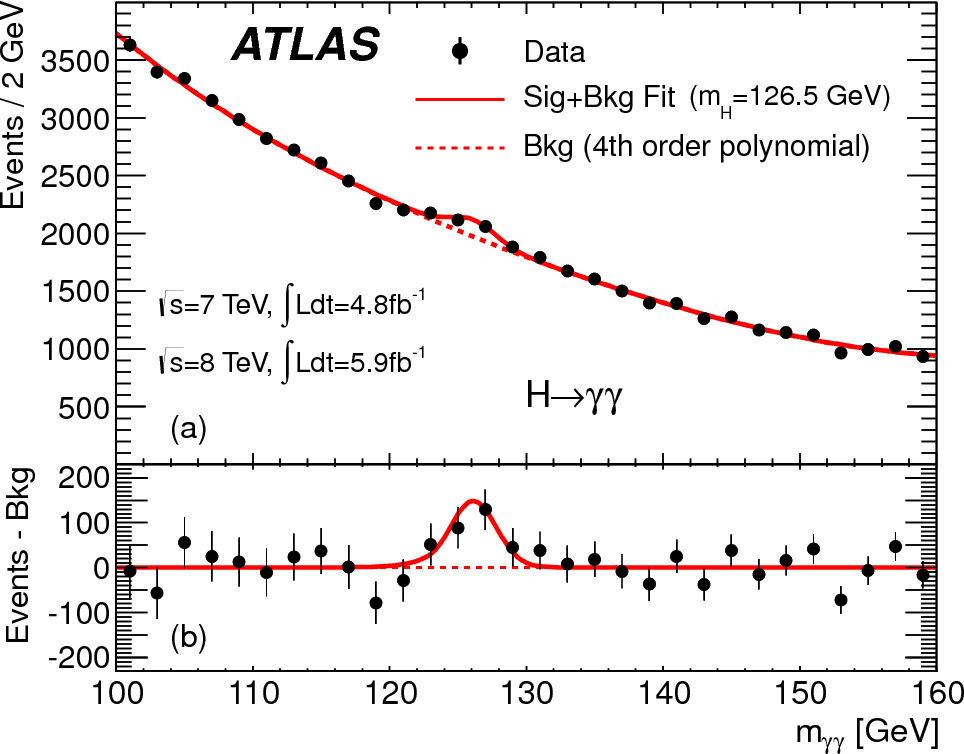 ATLAS
Data
Sig+Bkg Fit (mH=126.5 GeV)
Bkg (4th order polynomial)
Events / 2 GeV
3500
3000
2500
2000
1500
1000
500
√s=7 TeV, ∫Ldt=4.8fb-1
√s=8 TeV, ∫Ldt=5.9fb-1
H→γγ
(a)
Events - Bkg
200
100
0
-100
-200
(b)
100 110 120 130 140 150 160
mγγ [GeV]